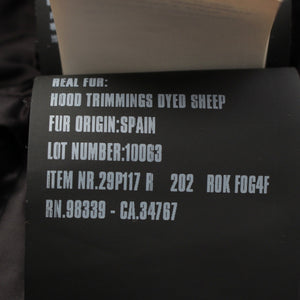 REAL FUR:
HOOD TRIMMINGS DYED SHEEP
FUR ORIGIN:SPAIN
LOT NUMBER:10063
ITEM NR.29P117 R 202 ROK FOG4F
RN.98339 - CA.34767